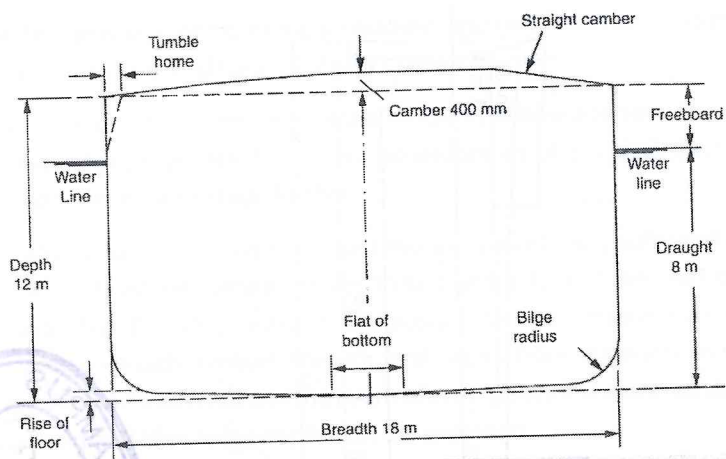 Straight camber
Tumble
home
Camber 400 mm
Freeboard
Water
Line
Water
line
Depth
12 m
Draught
8 m
Flat of
bottom
Bilge
radius
Rise of
floor
Breadth 18 m